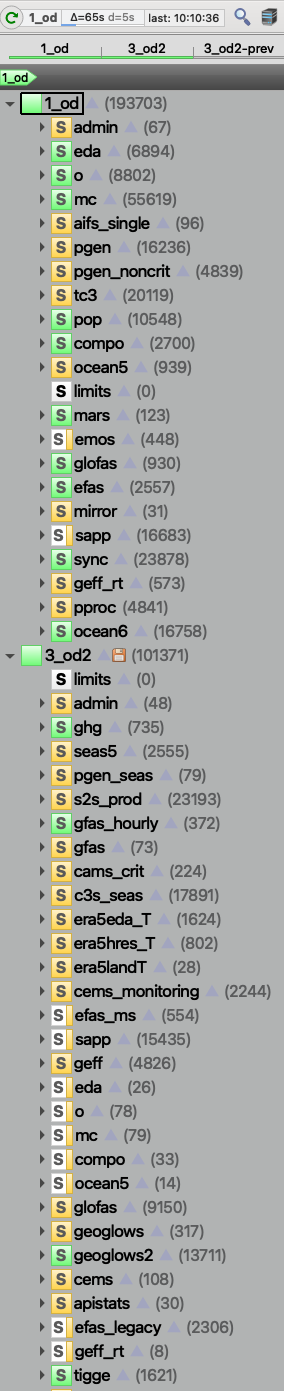 1_od Δ=65s d=5s last: 10:10:36
1_od 3_od2 3_od2-prev
1_od
1_od (193703)
S admin (67)
S eda (6894)
S o (8802)
S mc (55619)
S aifs_single (96)
S pgen (16236)
S pgen_noncrit (4839)
S tc3 (20119)
S pop (10548)
S compo (2700)
S ocean5 (939)
S limits (0)
S mars (123)
S emos (448)
S glofas (930)
S efas (2557)
S mirror (31)
S sapp (16683)
S sync (23878)
S geff_rt (573)
S pproc (4841)
S ocean6 (16758)
3_od2 (101371)
S limits (0)
S admin (48)
S ghg (735)
S seas5 (2555)
S pgen_seas (79)
S s2s_prod (23193)
S gfas_hourly (372)
S gfas (73)
S cams_crit (224)
S c3s_seas (17891)
S era5eda_T (1624)
S era5hres_T (802)
S era5landT (28)
S cems_monitoring (2244)
S efas_ms (554)
S sapp (15435)
S geff (4826)
S eda (26)
S o (78)
S mc (79)
S compo (33)
S ocean5 (14)
S glofas (9150)
S geoglows (317)
S geoglows2 (13711)
S cems (108)
S apistats (30)
S efas_legacy (2306)
S geff_rt (8)
S tigge (1621)